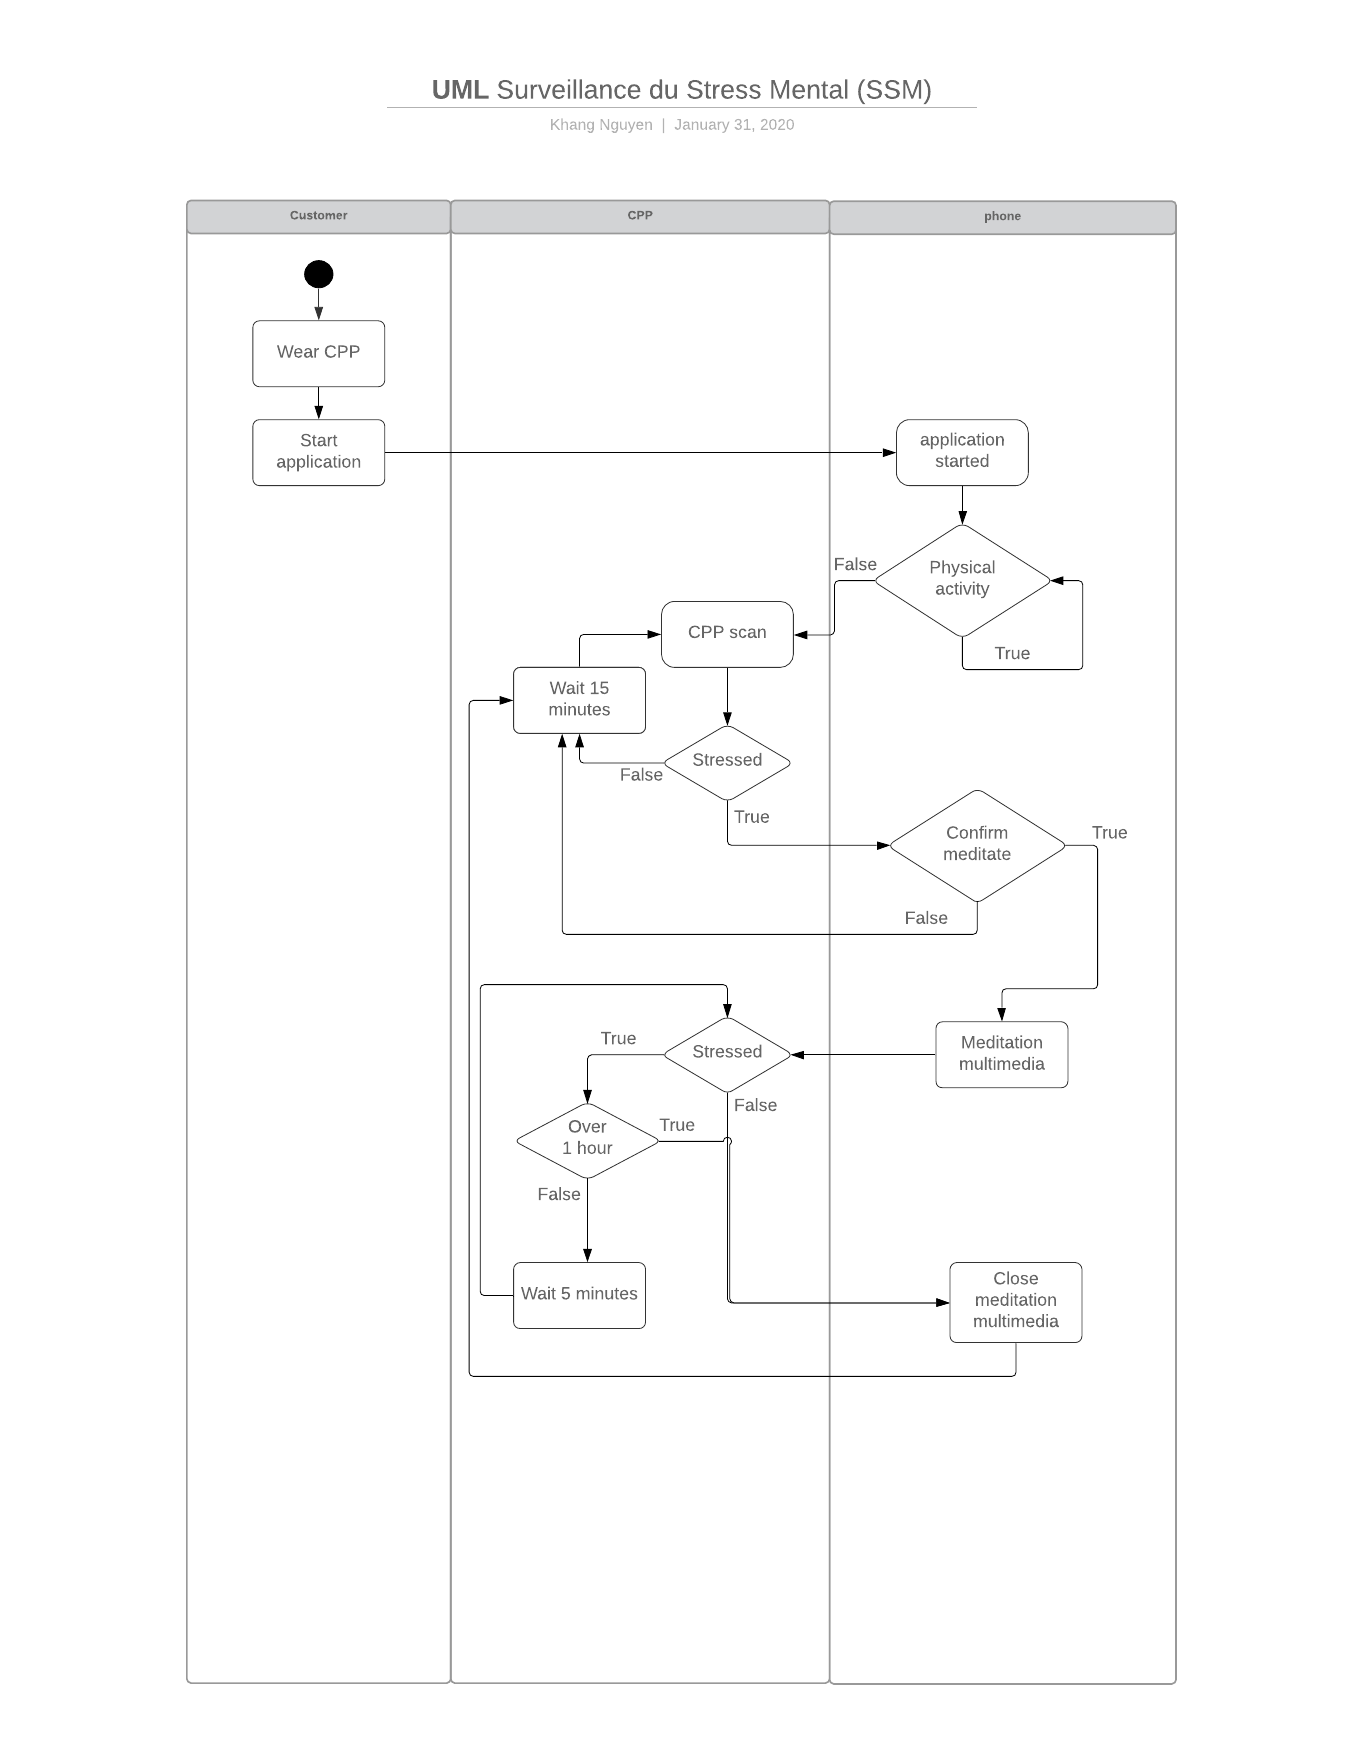 UML Surveillance du Stress Mental (SSM)
Khang Nguyen | January 31, 2020
Customer
CPP
phone
Wear CPP
Start
application
application
started
Physical
activity
False
True
CPP scan
Wait 15
minutes
Stressed
False
True
Confirm
meditate
True
False
Meditation
multimedia
Stressed
True
False
Over
1 hour
True
False
Wait 5 minutes
Close
meditation
multimedia